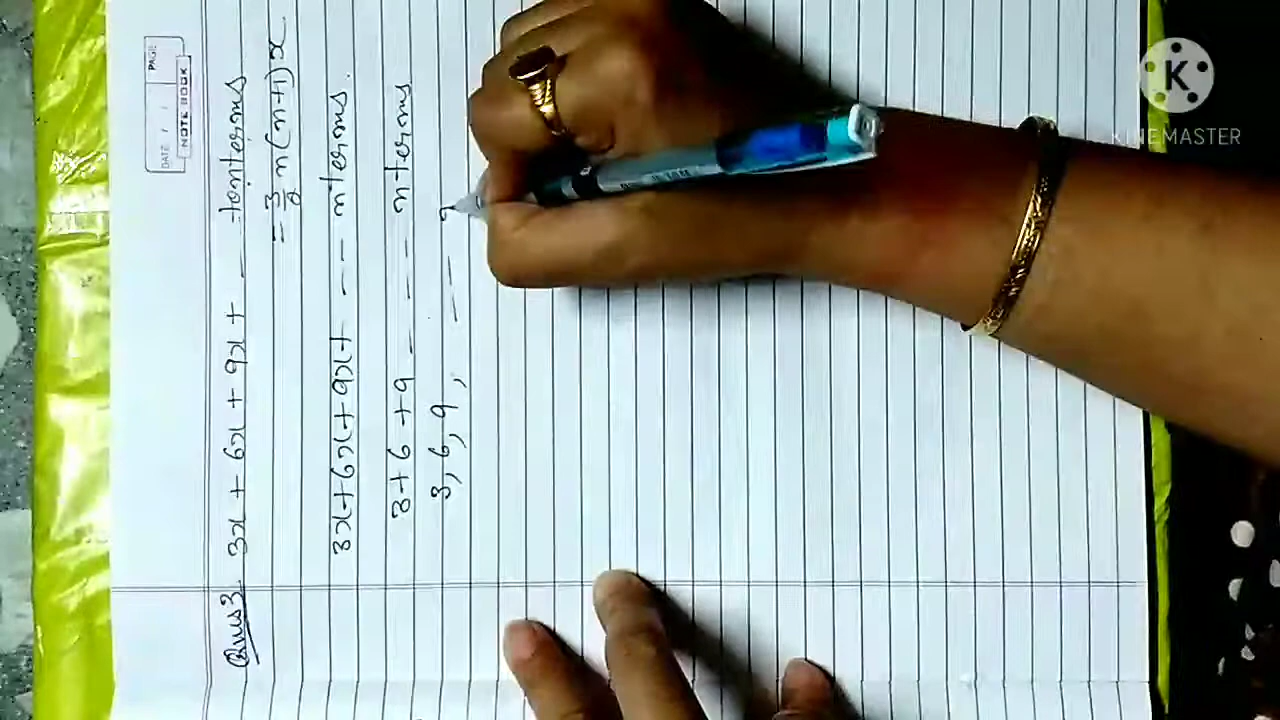 PAGE
DATE / /
NOTE BOOK
Ques3 3x + 6x + 9x + — to n terms
= 3/2 n (n+1) x
3x+6x+9x+ -- n terms.
3+6+9 -- -- n terms
3, 6, 9, --
KINEMASTER